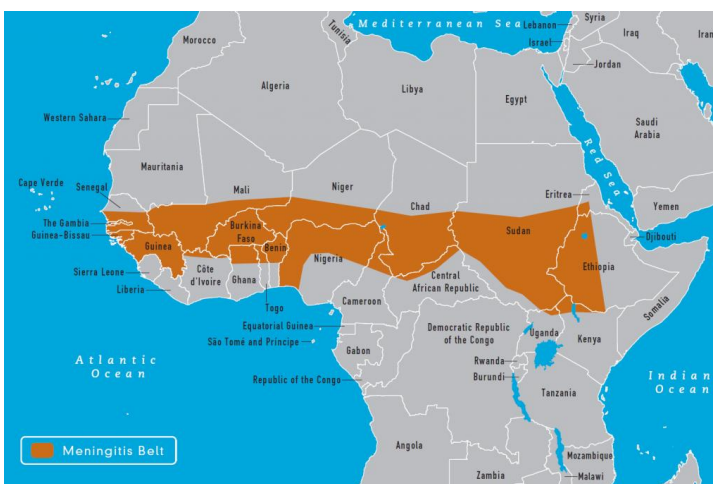 Mediterranean Sea
Lebanon
Syria
Tunisia
Morocco
Israel
Iraq
Iran
Jordan
Algeria
Libya
Egypt
Western Sahara
Saudi
Arabia
Red Sea
Mauritania
Cape Verde
Senegal
Mali
Niger
Chad
Eritrea
Yemen
The Gambia
Guinea-Bissau
Guinea
Burkina
Faso
Benin
Nigeria
Sudan
Djibouti
Ethiopia
Sierra Leone
Liberia
Côte
d'Ivoire
Ghana
Togo
Cameroon
Central
African Republic
Somalia
Equatorial Guinea
São Tomé and Príncipe
Democratic Republic
of the Congo
Uganda
Kenya
Gabon
Rwanda
Burundi
Republic of the Congo
Tanzania
Atlantic
Ocean
Indian
Ocean
Angola
Zambia
Mozambique
Malawi
Meningitis Belt